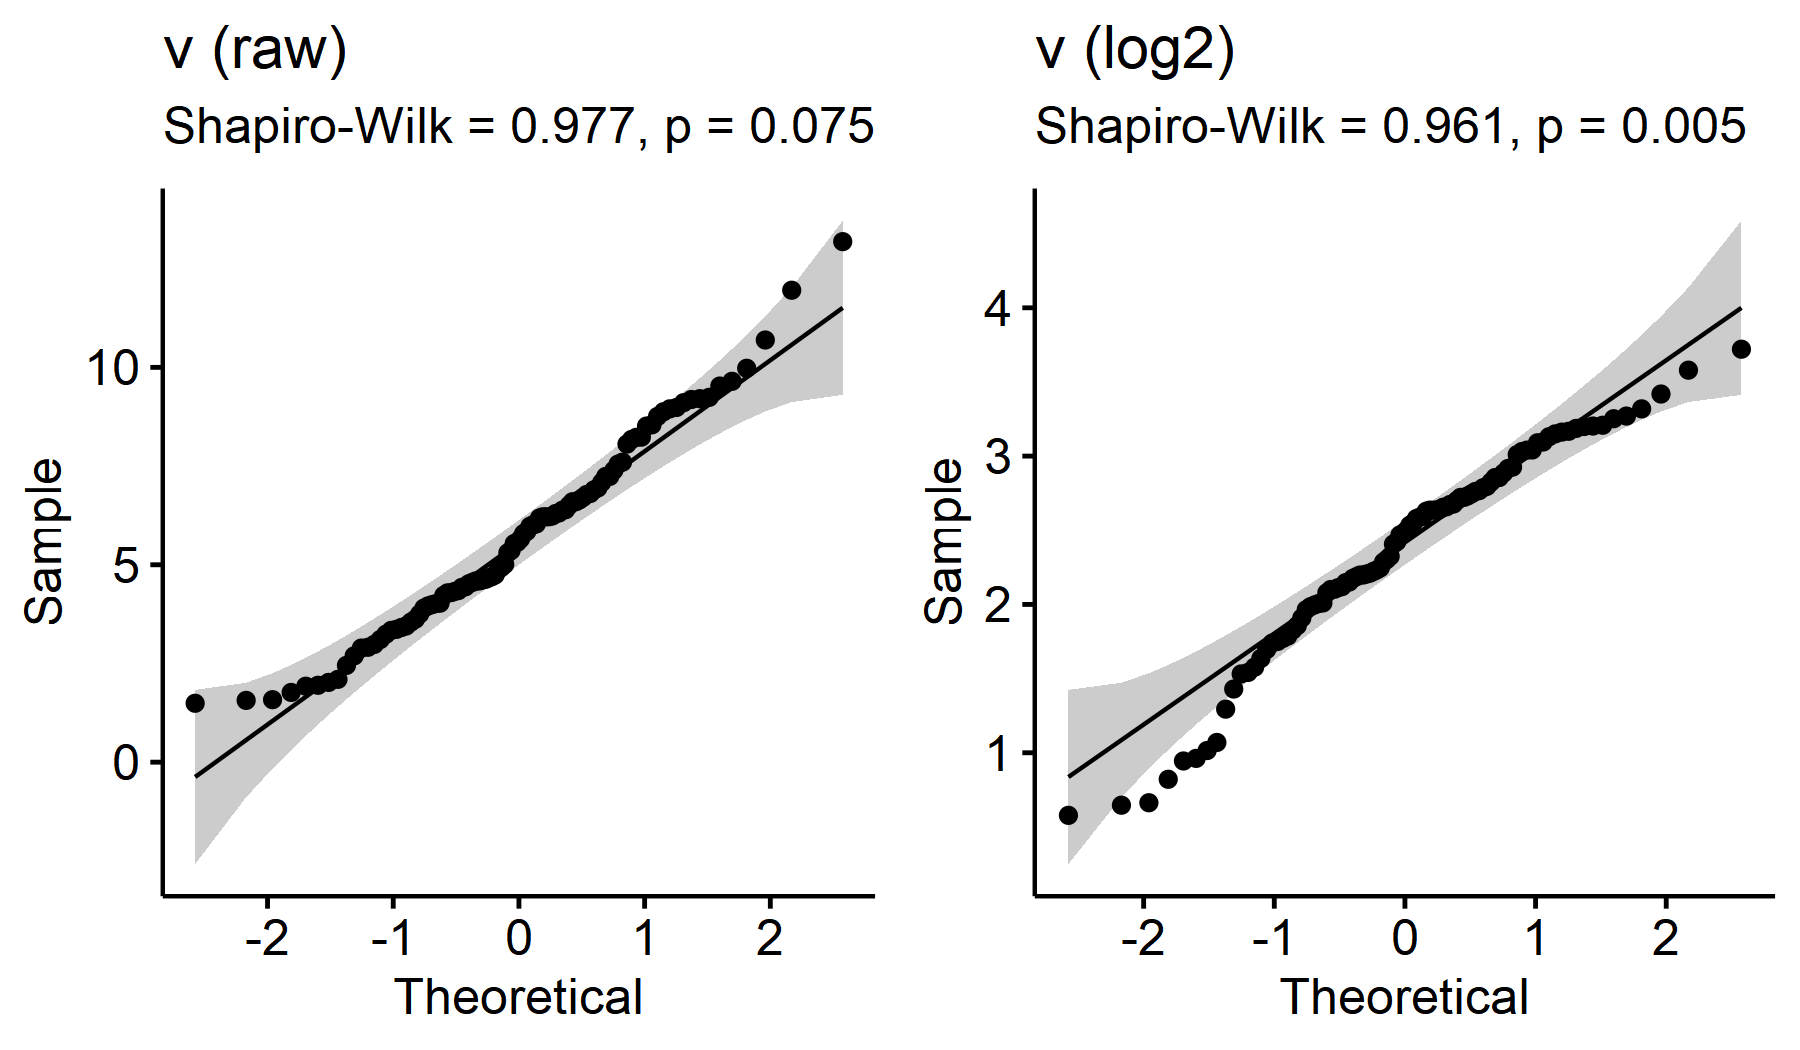 v (raw)
Shapiro-Wilk = 0.977, p = 0.075
Sample
10
5
0
-2 -1 0 1 2
Theoretical
v (log2)
Shapiro-Wilk = 0.961, p = 0.005
Sample
4
3
2
1
-2 -1 0 1 2
Theoretical